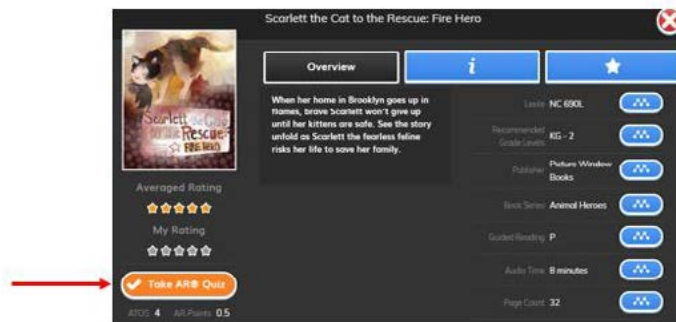 Scarlett the Cat to the Rescue: Fire Hero
Scarlett the Cat
to the Rescue
FIRE HERO
Averaged Rating
My Rating
Take AR® Quiz
ATOS 4 AR Points 0.5
Overview
i
When her home in Brooklyn goes up in
flames, brave Scarlett won't give up
until her kittens are safe. See the story
unfold as Scarlett the fearless feline
risks her life to save her family.
Lexile NC 690L
Recommended
Grade Levels KG - 2
Publisher Picture Window
Books
Book Series Animal Heroes
Guided Reading P
Audio Time 8 minutes
Page Count 32